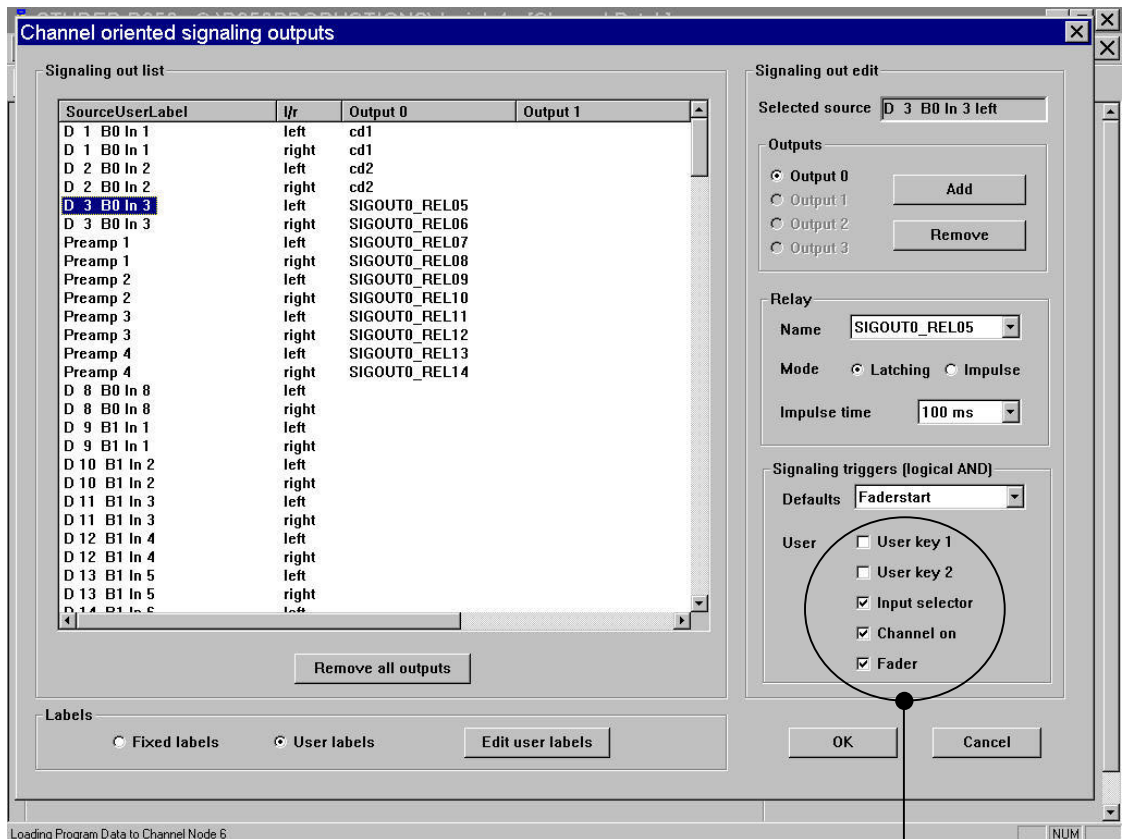 Channel oriented signaling outputs
Signaling out list
SourceUserLabel l/r Output 0 Output 1
D 1 B0 In 1 left cd1
D 1 B0 In 1 right cd1
D 2 B0 In 2 left cd2
D 2 B0 In 2 right cd2
D 3 B0 In 3 left SIGOUT0_REL05
D 3 B0 In 3 right SIGOUT0_REL06
Preamp 1 left SIGOUT0_REL07
Preamp 1 right SIGOUT0_REL08
Preamp 2 left SIGOUT0_REL09
Preamp 2 right SIGOUT0_REL10
Preamp 3 left SIGOUT0_REL11
Preamp 3 right SIGOUT0_REL12
Preamp 4 left SIGOUT0_REL13
Preamp 4 right SIGOUT0_REL14
D 8 B0 In 8 left
D 8 B0 In 8 right
D 9 B1 In 1 left
D 9 B1 In 1 right
D 10 B1 In 2 left
D 10 B1 In 2 right
D 11 B1 In 3 left
D 11 B1 In 3 right
D 12 B1 In 4 left
D 12 B1 In 4 right
D 13 B1 In 5 left
D 13 B1 In 5 right
D 14 B1 In 6 left
Remove all outputs
Labels
Fixed labels User labels Edit user labels
Signaling out edit
Selected source D 3 B0 In 3 left
Outputs
Output 0
Output 1
Output 2
Output 3
Add
Remove
Relay
Name SIGOUT0_REL05
Mode Latching Impulse
Impulse time 100 ms
Signaling triggers (logical AND)
Defaults Faderstart
User User key 1
User key 2
Input selector
Channel on
Fader
OK Cancel
Loading Program Data to Channel Node 6 NUM